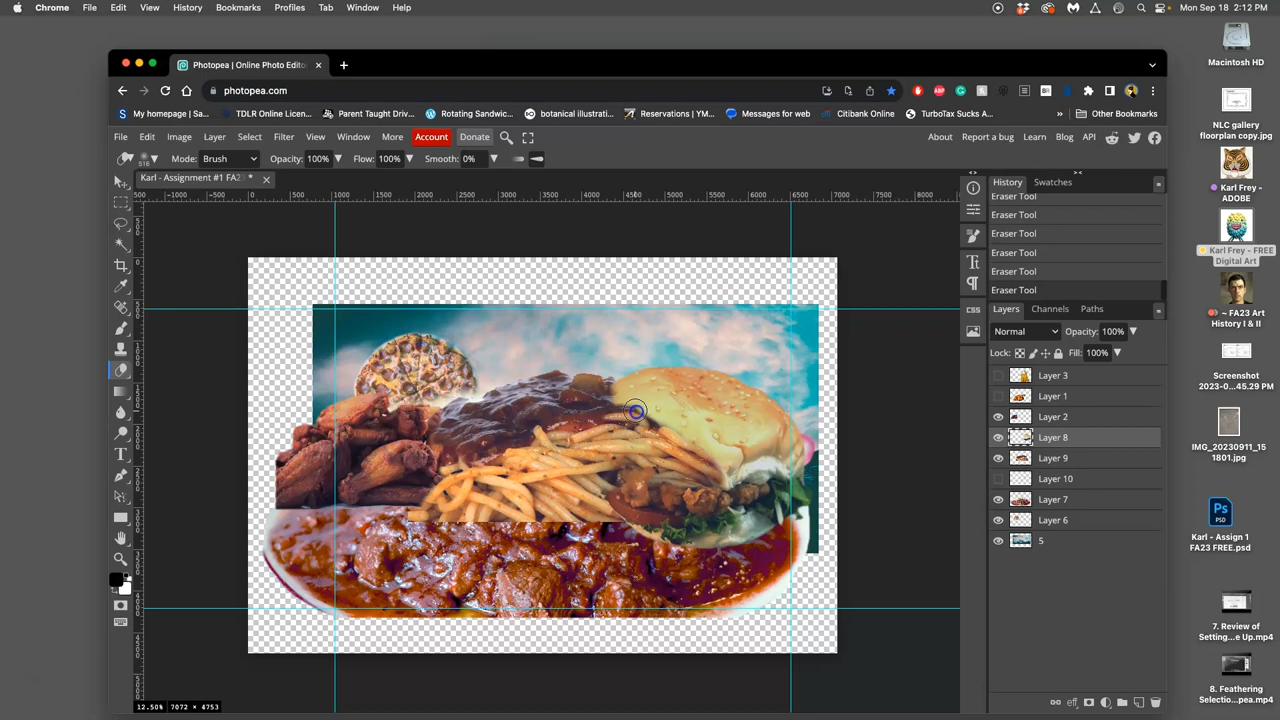 Chrome File Edit View History Bookmarks Profiles Tab Window Help Mon Sep 18 2:12 PM
Photopea | Online Photo Edito
photopea.com
My homepage | Sa... TDLR Online Licen... Parent Taught Driv... Rotating Sandwic... botanical illustrati... Reservations | YM... Messages for web Citibank Online TurboTax Sucks A... » Other Bookmarks
File Edit Image Layer Select Filter View Window More Account Donate About Report a bug Learn Blog API
516 Mode: Brush Opacity: 100% Flow: 100% Smooth: 0%
Karl - Assignment #1 FA23 *
500 0 500 1000 1500 2000 2500 3000 3500 4000 4500 5000 5500 6000 6500 7000 7500 8000
History Swatches
Eraser Tool
Eraser Tool
Eraser Tool
Eraser Tool
Eraser Tool
Eraser Tool
Layers Channels Paths
Normal Opacity: 100%
Lock: Fill: 100%
CSS
Layer 3
Layer 1
Layer 2
Layer 8
Layer 9
Layer 10
Layer 7
Layer 6
5
12.50% 7072 × 4753
Macintosh HD
NLC gallery
floorplan copy.jpg
Karl Frey -
ADOBE
Karl Frey - FREE
Digital Art
~ FA23 Art
History I & II
Screenshot
2023-0...45.29 PM
IMG_20230911_15
1801.jpg
Ps
PSD
Karl - Assign 1
FA23 FREE.psd
7. Review of
Setting...e Up.mp4
8. Feathering
Selectio...pea.mp4